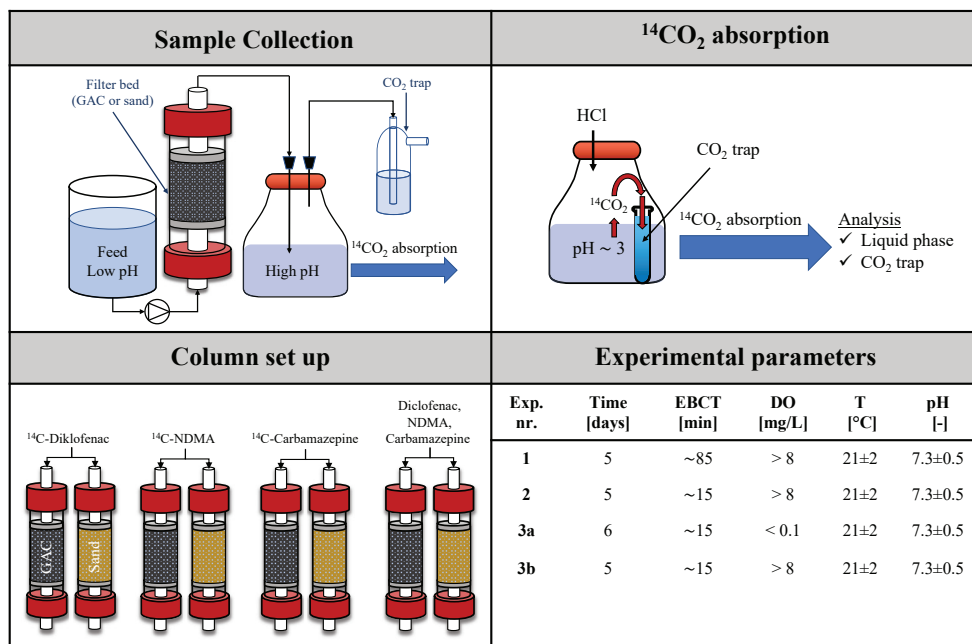 Sample Collection
Filter bed
(GAC or sand)
CO₂ trap
Feed
Low pH
High pH
¹⁴CO₂ absorption
¹⁴CO₂ absorption
HCl
CO₂ trap
¹⁴CO₂
pH ~ 3
¹⁴CO₂ absorption
Analysis
✓ Liquid phase
✓ CO₂ trap
Column set up
¹⁴C-Diklofenac
¹⁴C-NDMA
¹⁴C-Carbamazepine
Diclofenac,
NDMA,
Carbamazepine
GAC
Sand
Experimental parameters
Exp. nr. Time [days] EBCT [min] DO [mg/L] T [°C] pH [-]
1 5 ~85 > 8 21±2 7.3±0.5
2 5 ~15 > 8 21±2 7.3±0.5
3a 6 ~15 < 0.1 21±2 7.3±0.5
3b 5 ~15 > 8 21±2 7.3±0.5